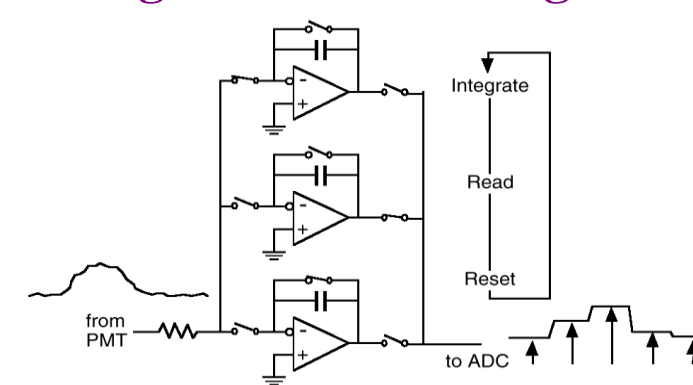 Integrate
Read
Reset
from
PMT
to ADC
-
+
-
+
-
+